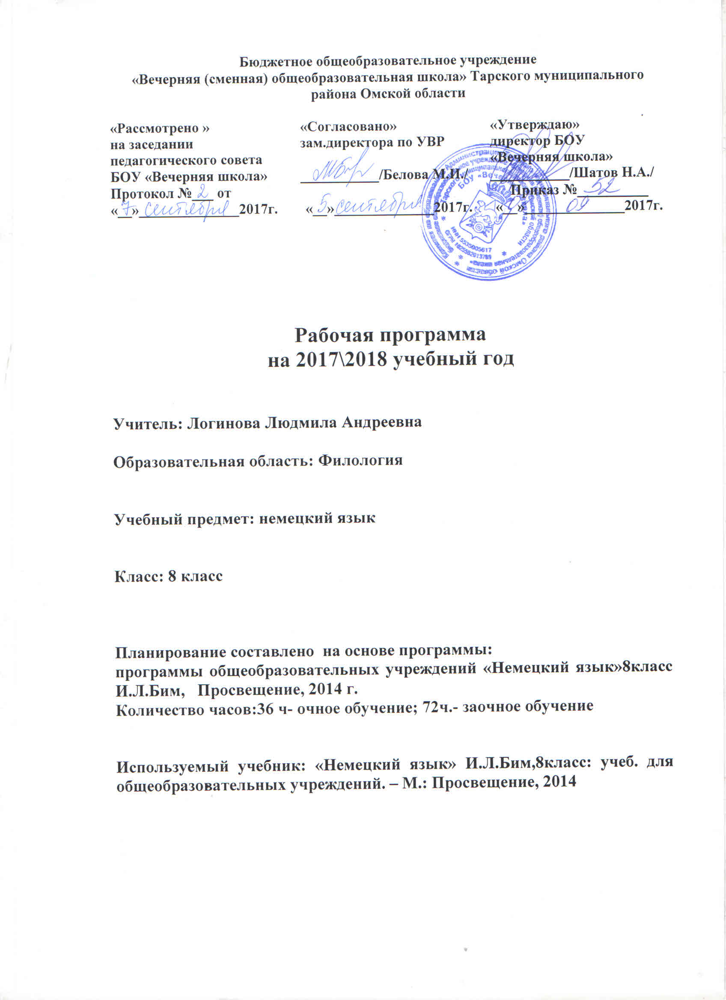 Бюджетное общеобразовательное учреждение
«Вечерняя (сменная) общеобразовательная школа» Тарского муниципального
района Омской области
«Рассмотрено »
на заседании
педагогического совета
БОУ «Вечерняя школа»
Протокол № 2 от
«7» сентября 2017г.
«Согласовано»
зам.директора по УВР
/Белова М.И./
«5» сентября 2017г.
«Утверждаю»
директор БОУ
«Вечерняя школа»
/Шатов Н.А./
Приказ № 52
« » 09 2017г.
БОУ «Вечерняя школа»
ИНН 5535005617
ОГРН 1025502013789
Рабочая программа
на 2017\2018 учебный год
Учитель: Логинова Людмила Андреевна
Образовательная область: Филология
Учебный предмет: немецкий язык
Класс: 8 класс
Планирование составлено на основе программы:
программы общеобразовательных учреждений «Немецкий язык»8класс
И.Л.Бим, Просвещение, 2014 г.
Количество часов:36 ч- очное обучение; 72ч.- заочное обучение
Используемый учебник: «Немецкий язык» И.Л.Бим,8класс: учеб. для
общеобразовательных учреждений. – М.: Просвещение, 2014